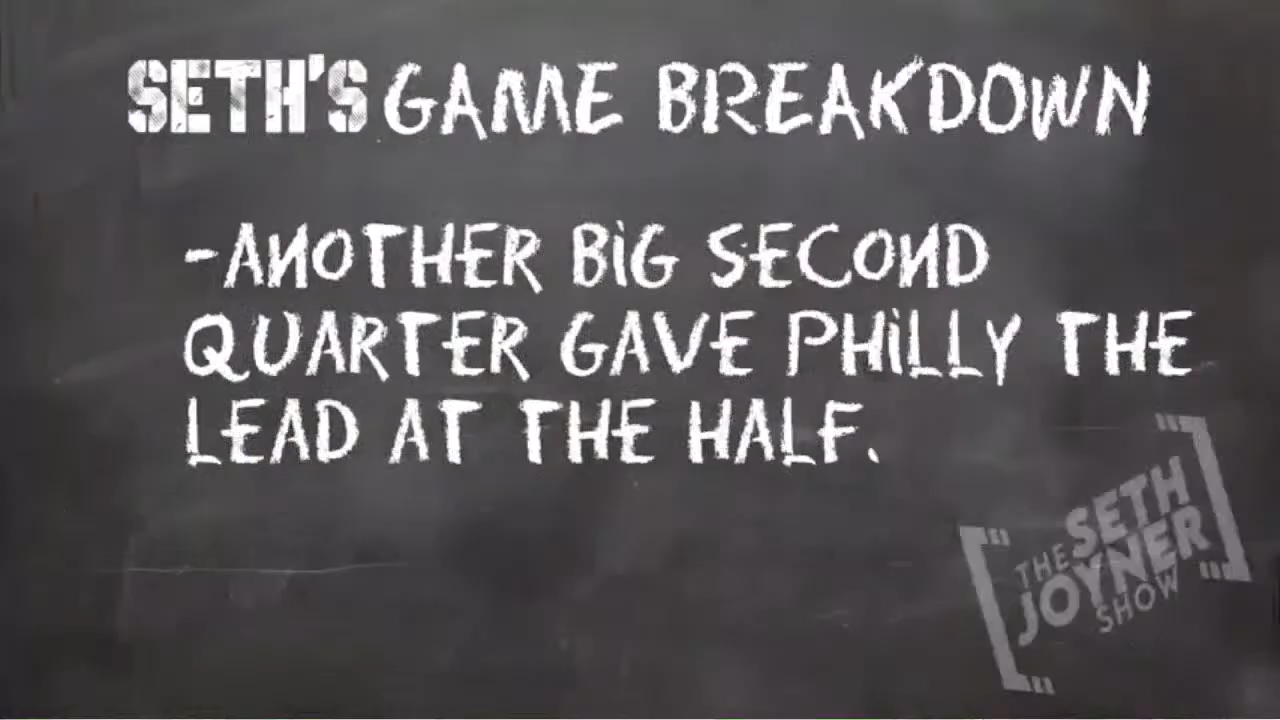 SETH'S GAME BREAKDOWN
-ANOTHER BIG SECOND
QUARTER GAVE PHILLY THE
LEAD AT THE HALF.
THE SETH
JOYNER
SHOW